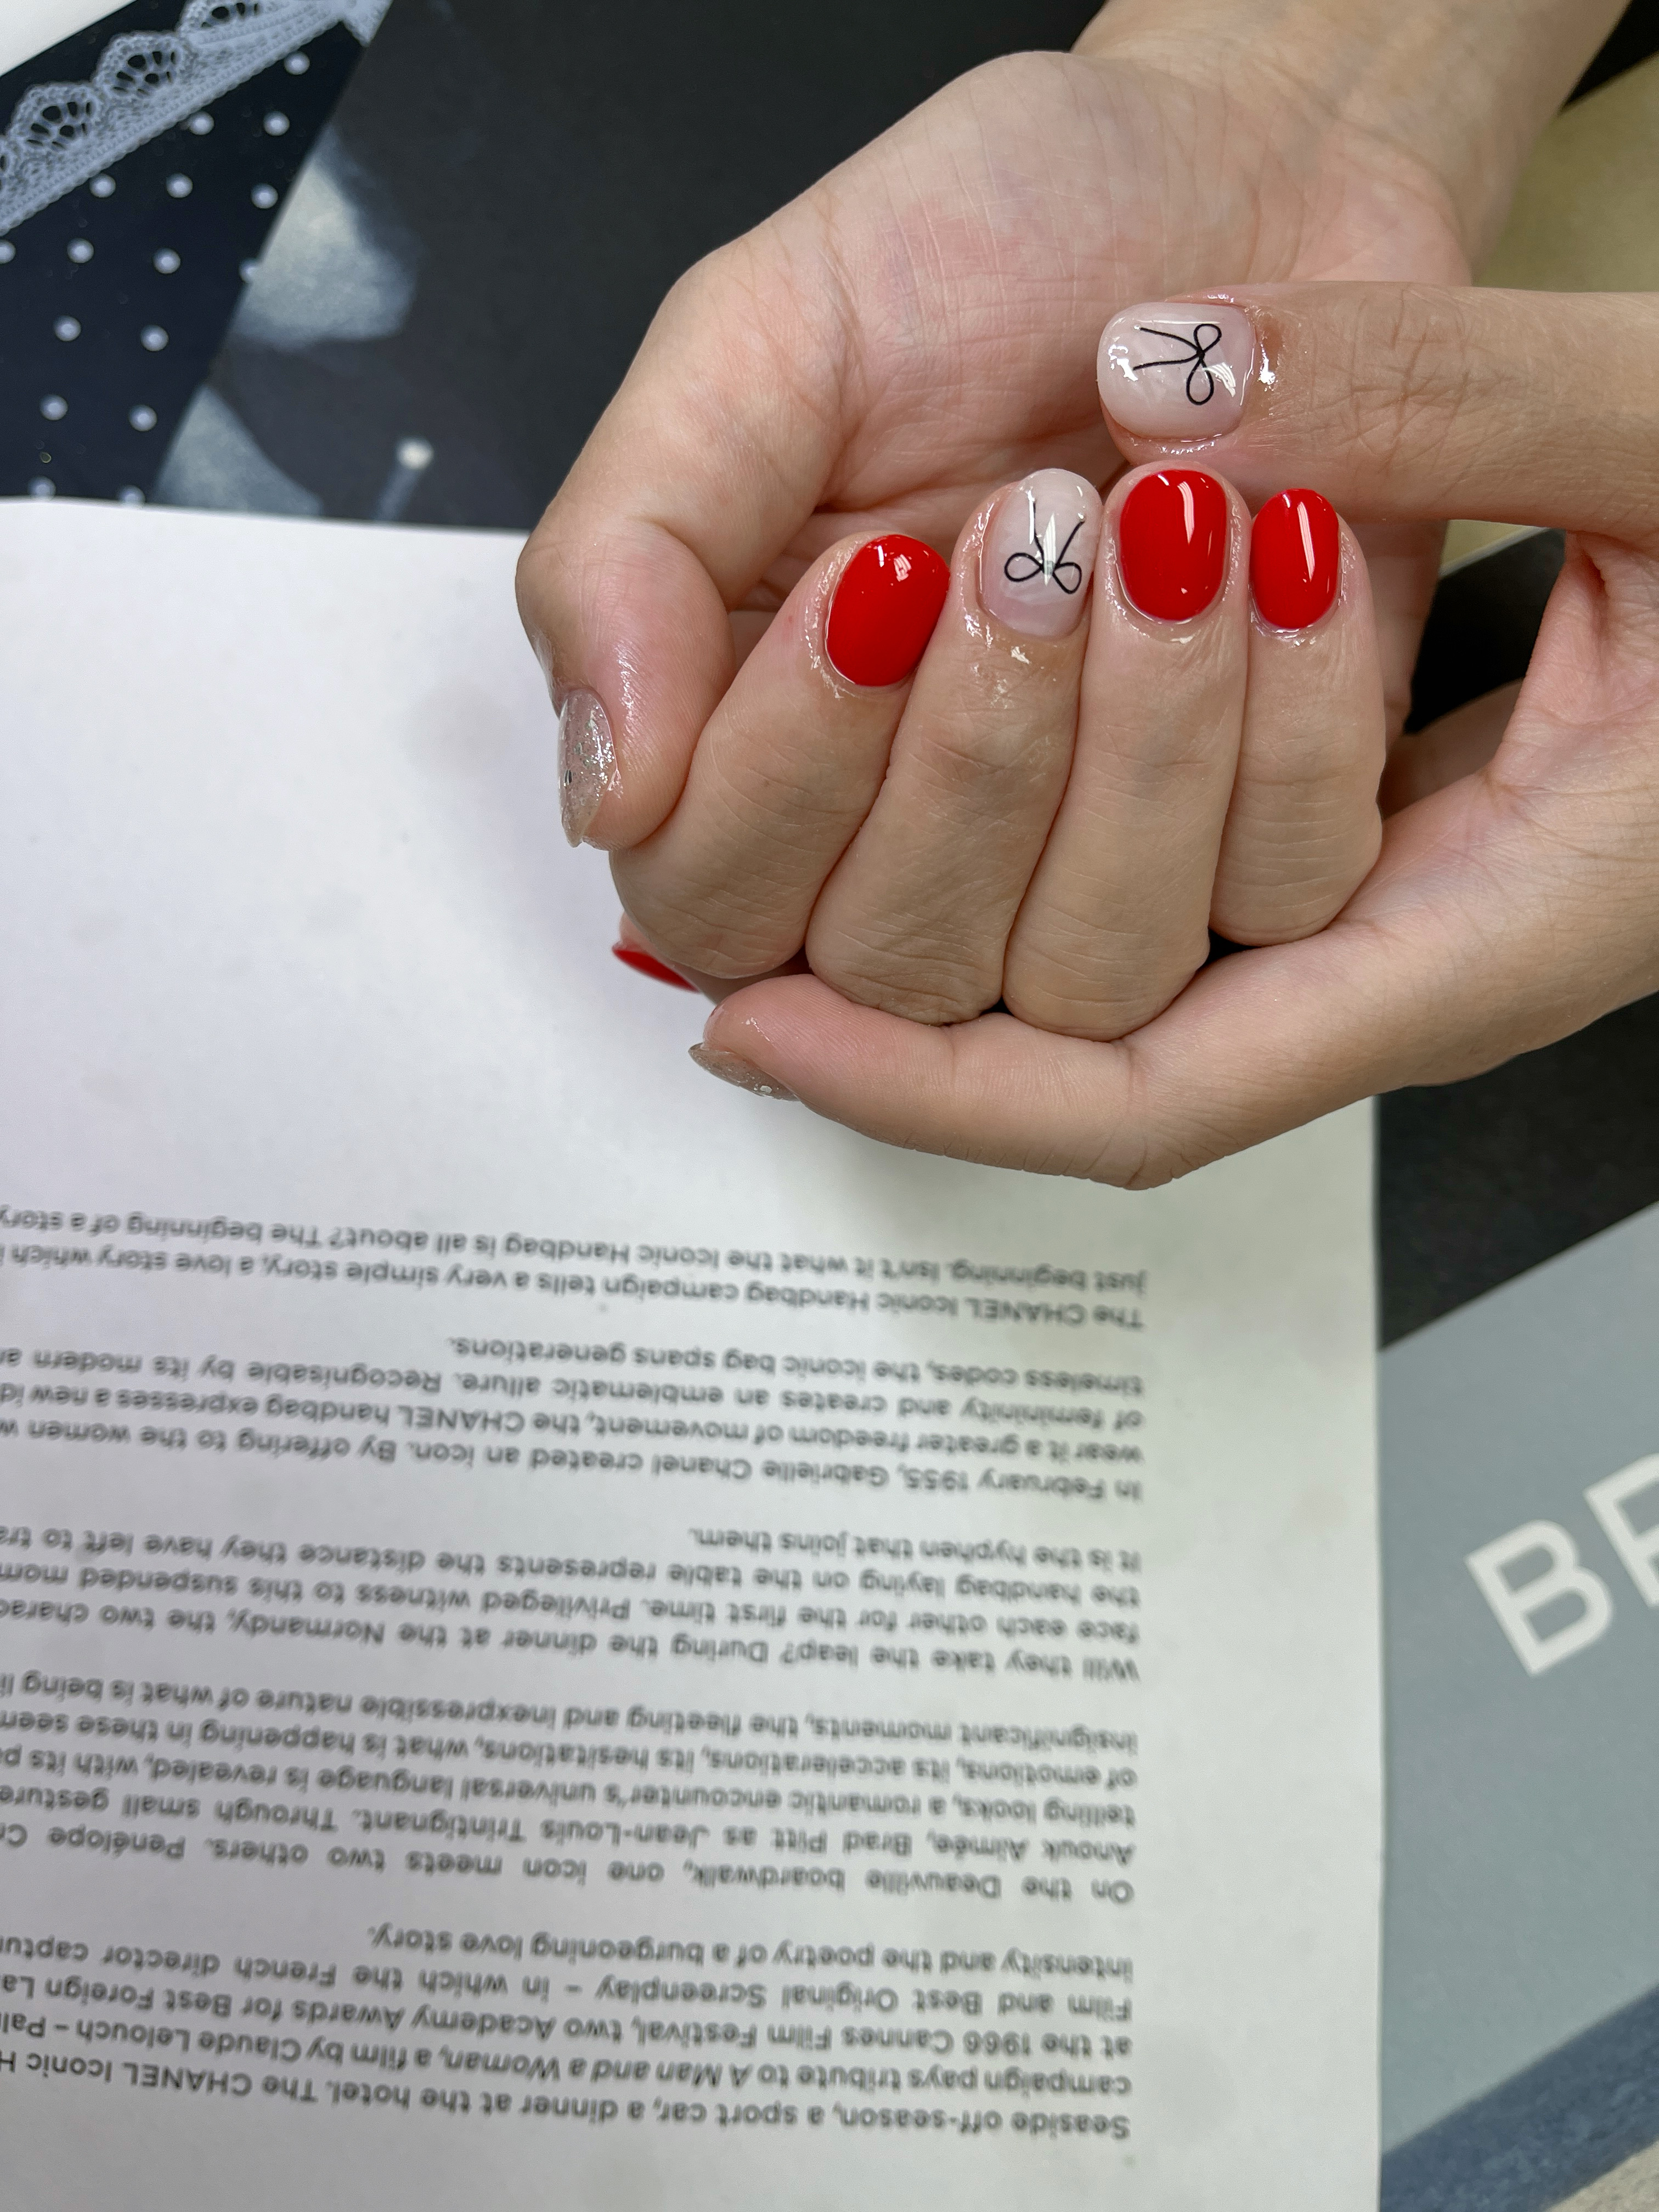 Seaside off-season, a sport car, a dinner at the hotel. The CHANEL Iconic
campaign pays tribute to A Man and a Woman, a film by Claude Lelouch –
at the 1966 Cannes Film Festival, two Academy Awards for Best Foreign
Film and Best Original Screenplay – in which the French director
intensity and the poetry of a burgeoning love story.
On the Deauville boardwalk, one icon meets two others. Penélope
Anouk Aimée, Brad Pitt as Jean-Louis Trintignant. Through small
telling looks, a romantic encounter's universal language is revealed, with its
of emotions, its accelerations, its hesitations, what is happening in these
insignificant moments, the fleeting and inexpressible nature of what is being
Will they take the leap? During the dinner at the Normandy, the two
face each other for the first time. Privileged witness to this suspended
the handbag laying on the table represents the distance they have left to
It is the hyphen that joins them.
In February 1955, Gabrielle Chanel created an icon. By offering to the women
wear it a greater freedom of movement, the CHANEL handbag expresses a new
of femininity and creates an emblematic allure. Recognisable by its modern
timeless codes, the iconic bag spans generations.
The CHANEL Iconic Handbag campaign tells a very simple story, a love story which
just beginning. Isn't it what the Iconic Handbag is all about? The beginning of a story